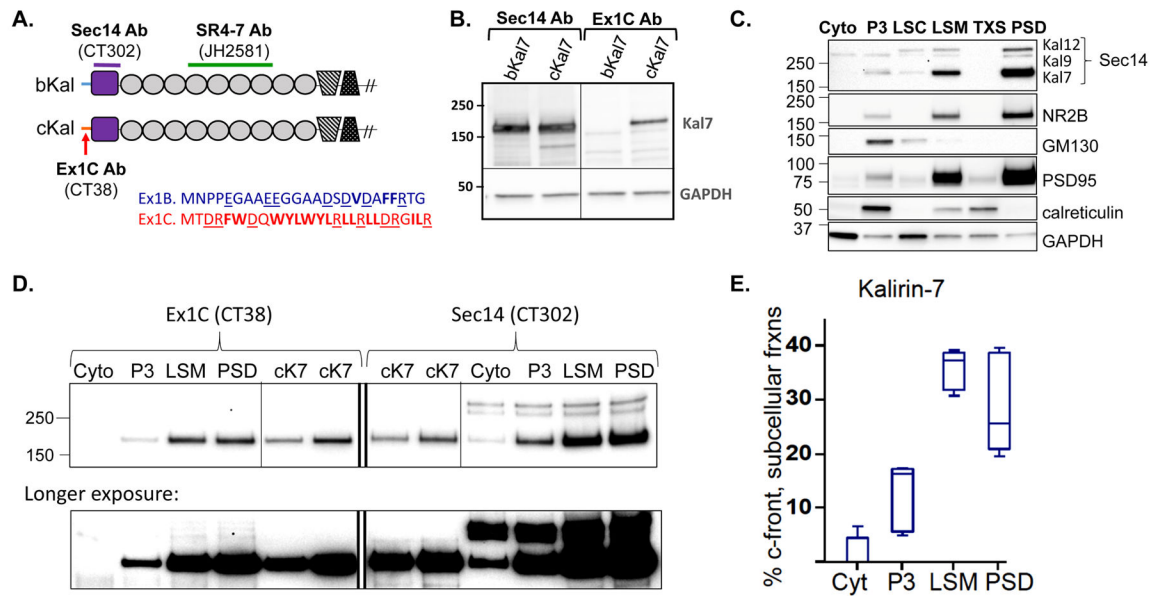 A.
Sec14 Ab SR4-7 Ab
(CT302) (JH2581)
bKal //
cKal //
Ex1C Ab
(CT38)
Ex1B. MNPPEGAAEEGGAADSDVDAFFRTG
Ex1C. MTDRFWDQWYLWYLRLLRLLDRGILR
B.
Sec14 Ab Ex1C Ab
bKal7 cKal7 bKal7 cKal7
250
150
Kal7
50
GAPDH
C.
Cyto P3 LSC LSM TXS PSD
Kal12
Kal9
Kal7
Sec14
250
150
250
150
NR2B
GM130
100
75
PSD95
50
calreticulin
37
GAPDH
D.
Ex1C (CT38) Sec14 (CT302)
Cyto P3 LSM PSD cK7 cK7 cK7 cK7 Cyto P3 LSM PSD
250
150
Longer exposure:
E.
Kalirin-7
% c-front, subcellular frxns
40
30
20
10
Cyt P3 LSM PSD